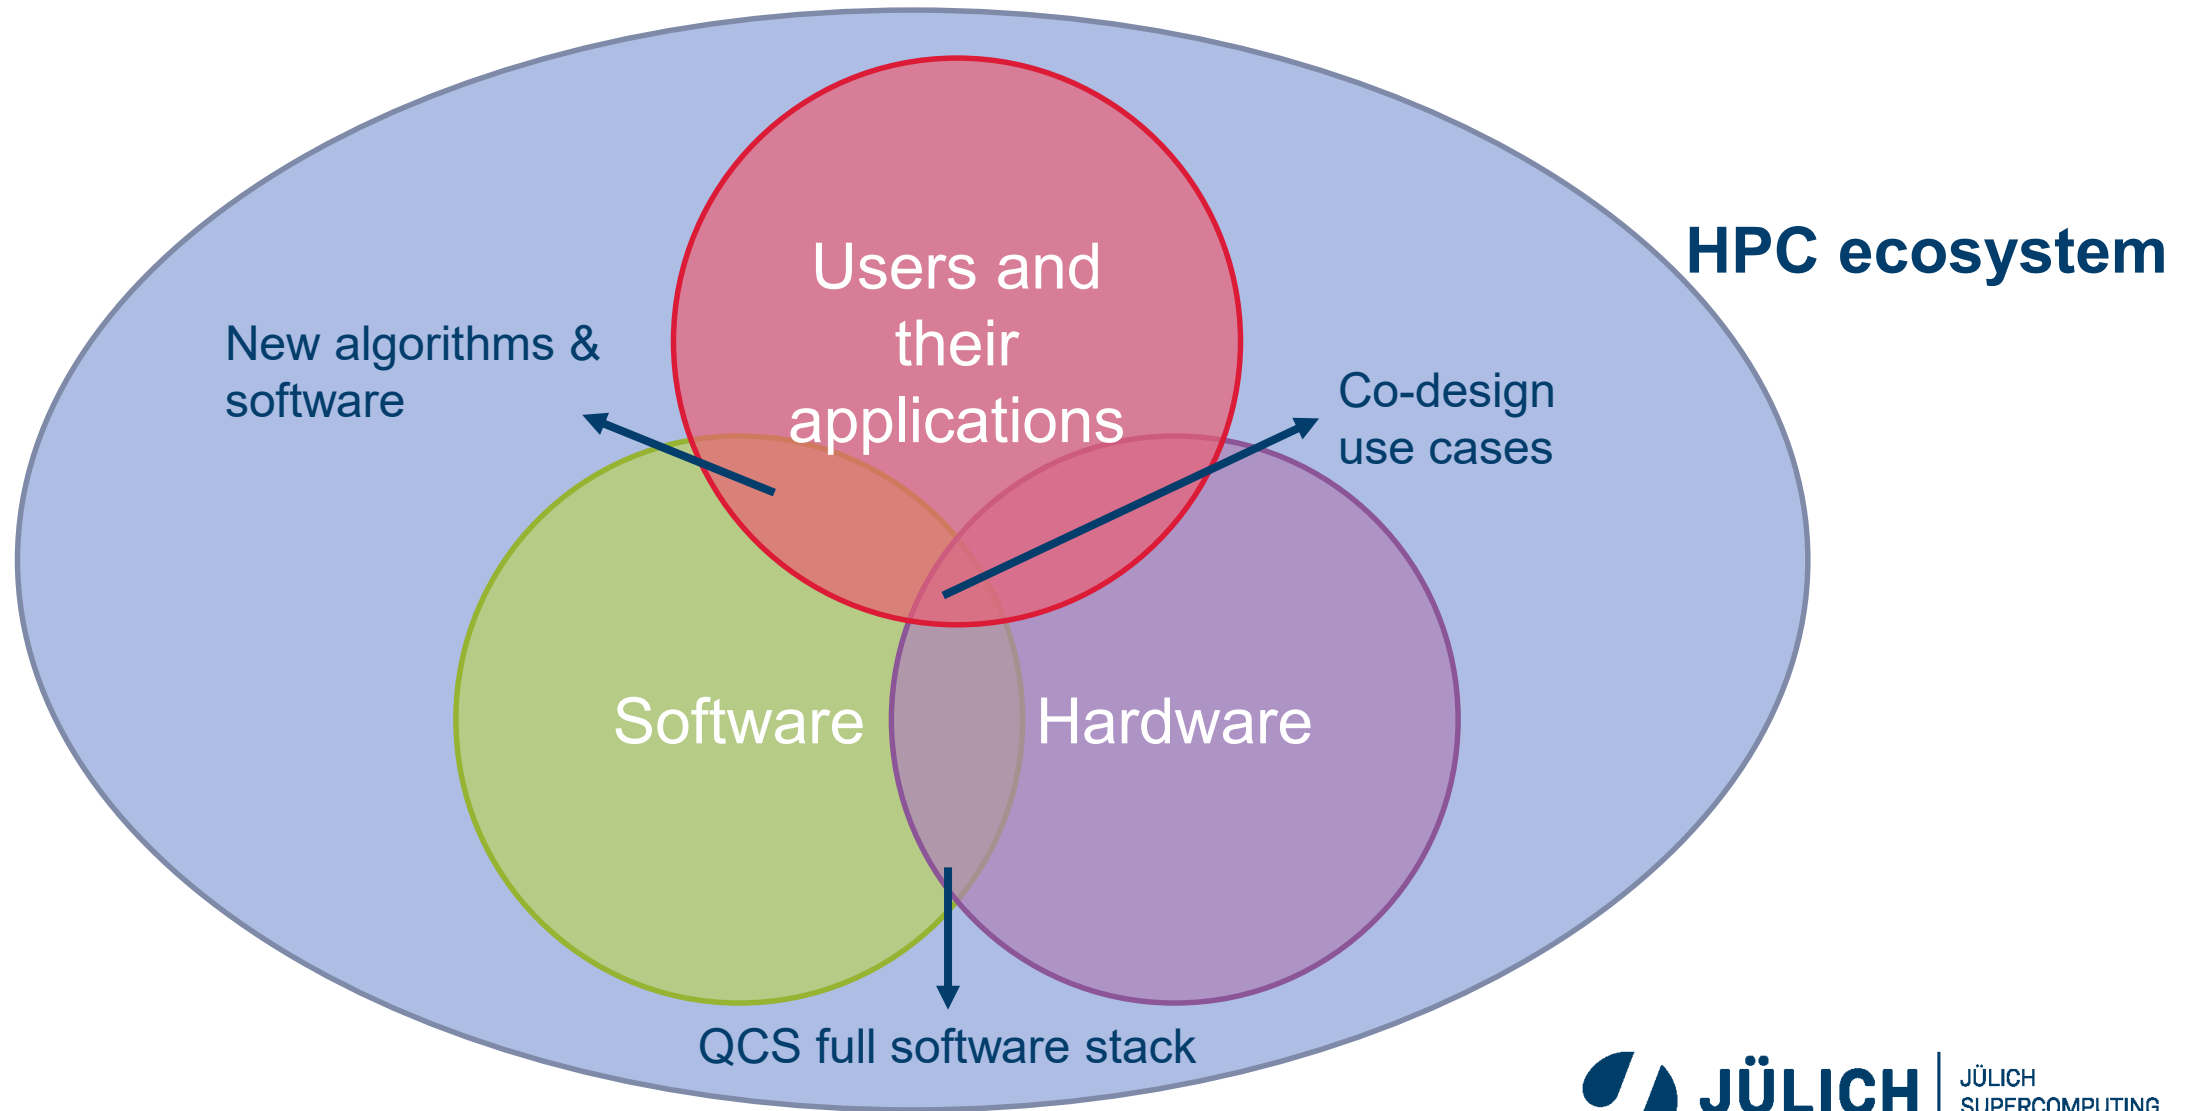 HPC ecosystem
Users and
their
applications
New algorithms &
software
Co-design
use cases
Software
Hardware
QCS full software stack
JÜLICH
JÜLICH
SUPERCOMPUTING